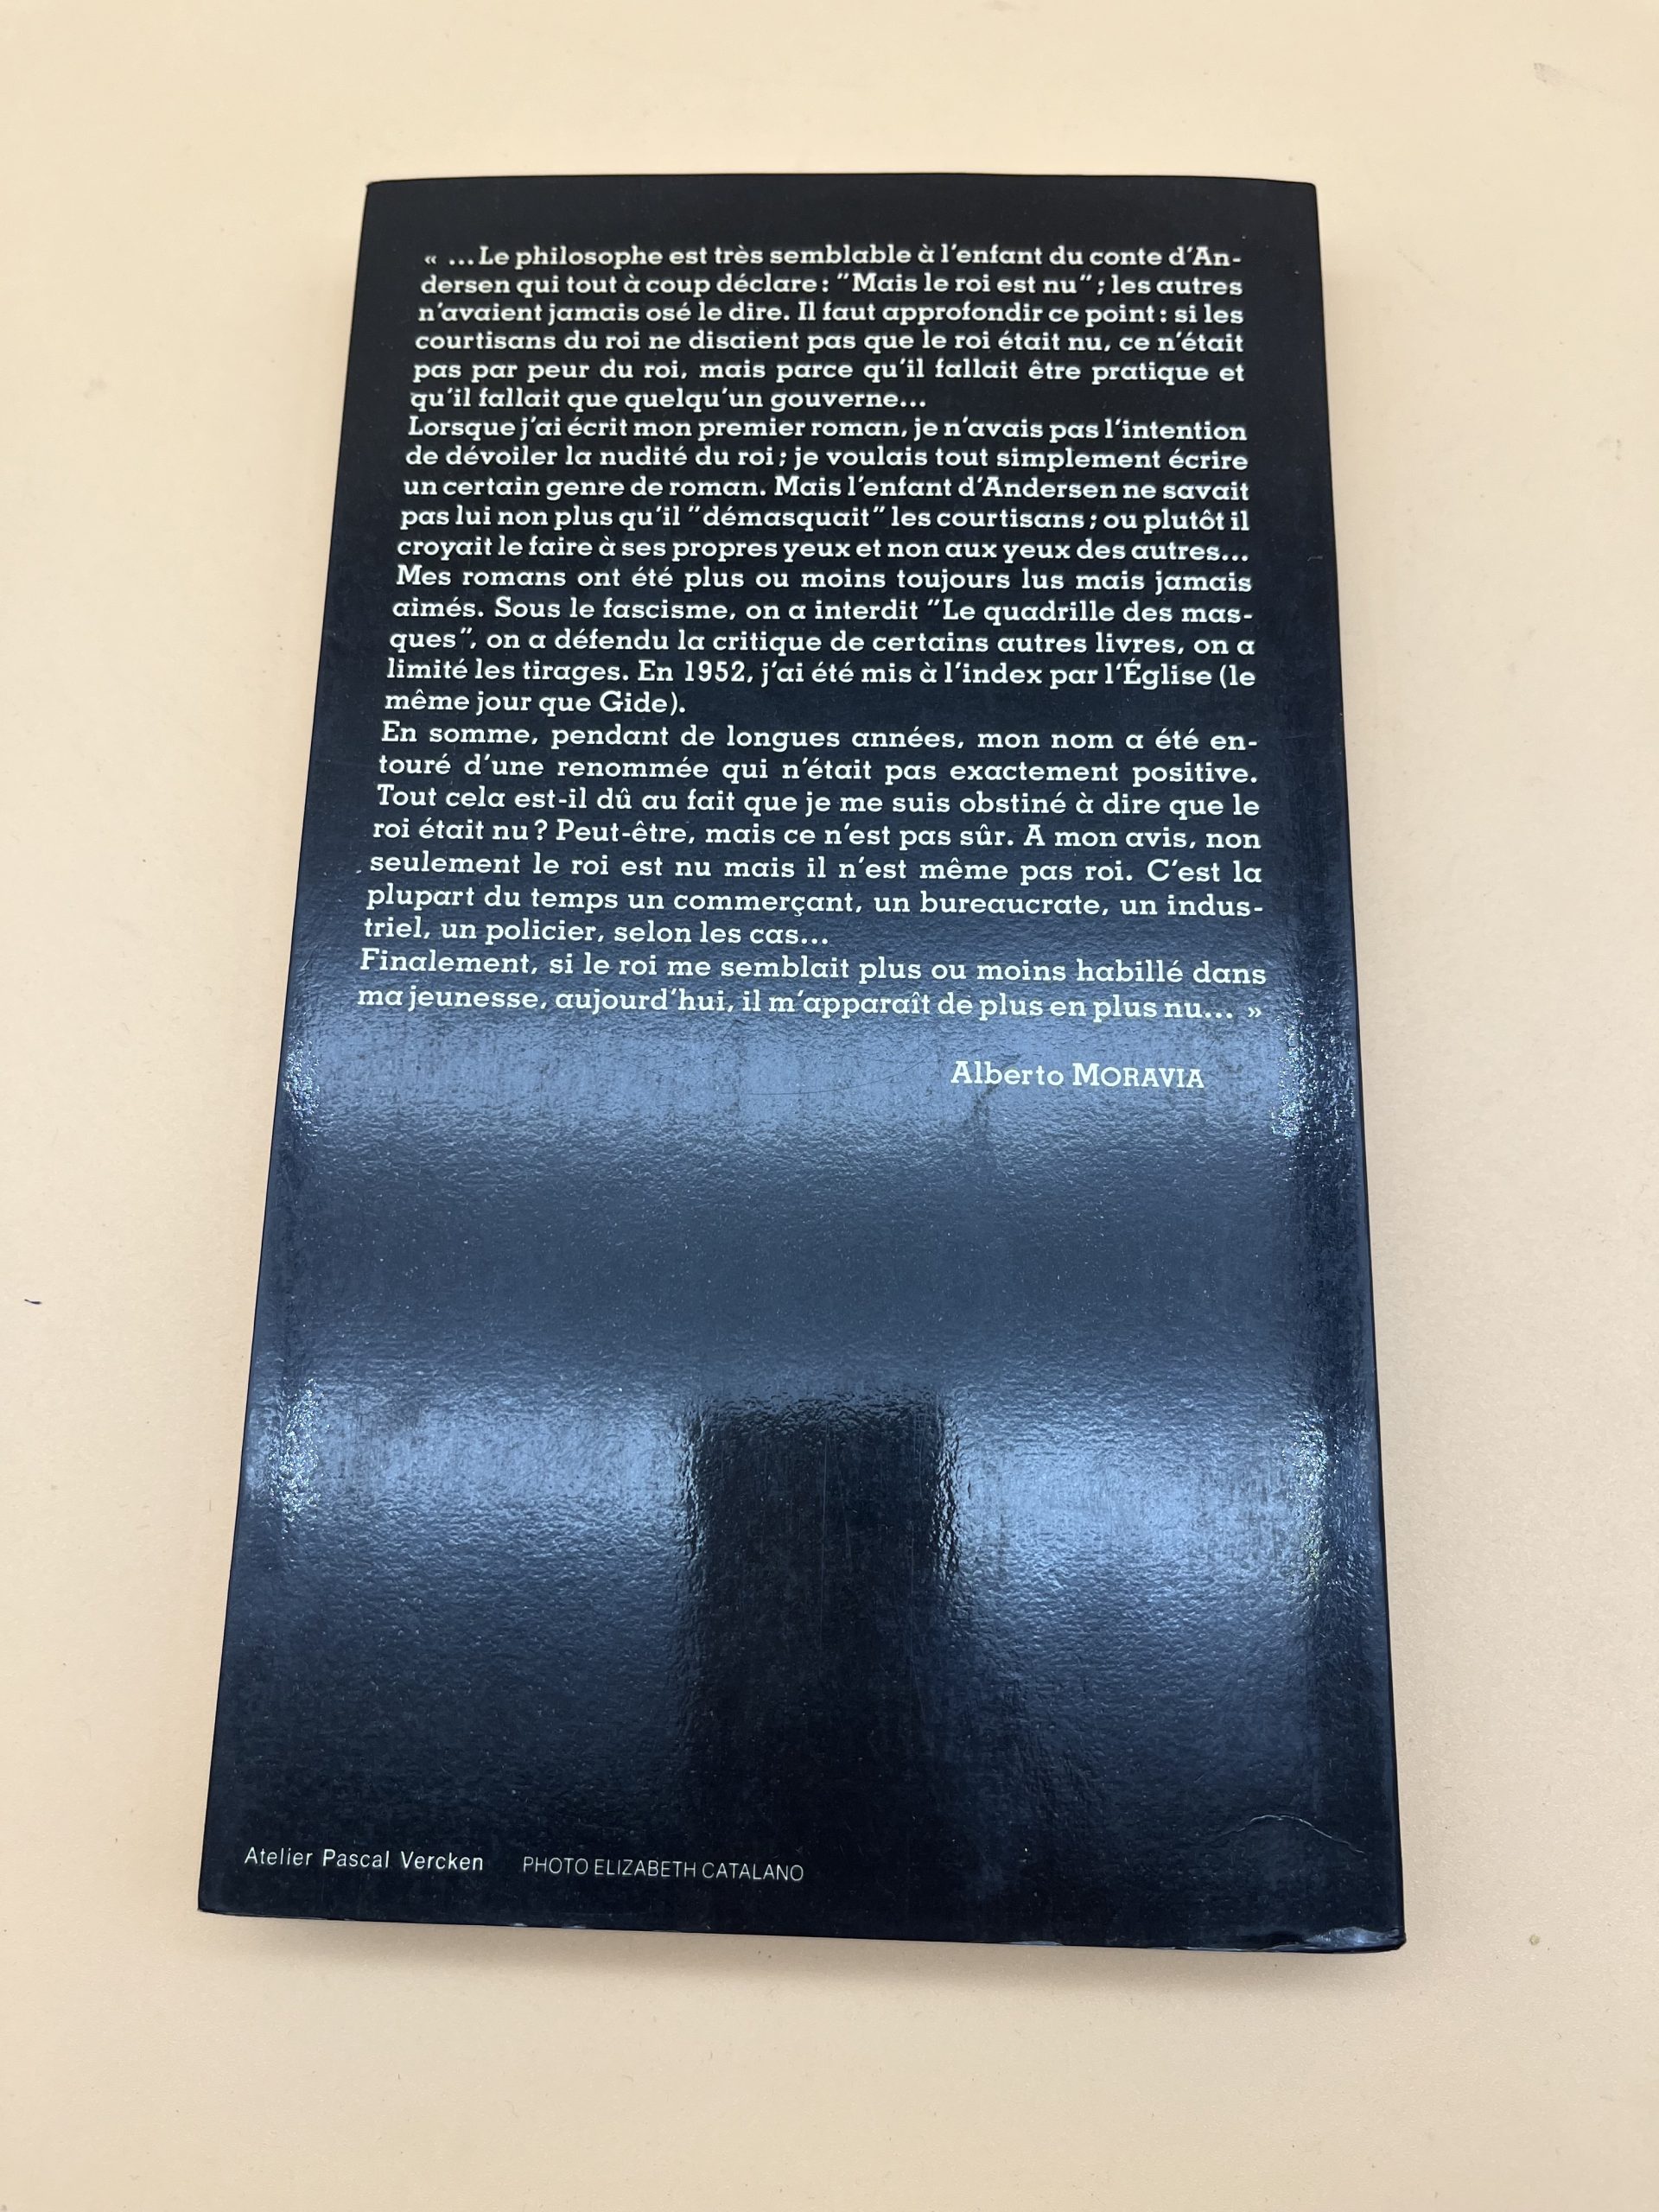 « ...Le philosophe est très semblable à l'enfant du conte d'An-
dersen qui tout à coup déclare : "Mais le roi est nu" ; les autres
n'avaient jamais osé le dire. Il faut approfondir ce point : si les
courtisans du roi ne disaient pas que le roi était nu, ce n'était
pas par peur du roi, mais parce qu'il fallait être pratique et
qu'il fallait que quelqu'un gouverne...
Lorsque j'ai écrit mon premier roman, je n'avais pas l'intention
de dévoiler la nudité du roi ; je voulais tout simplement écrire
un certain genre de roman. Mais l'enfant d'Andersen ne savait
pas lui non plus qu'il "démasquait" les courtisans ; ou plutôt il
croyait le faire à ses propres yeux et non aux yeux des autres...
Mes romans ont été plus ou moins toujours lus mais jamais
aimés. Sous le fascisme, on a interdit "Le quadrille des mas-
ques", on a défendu la critique de certains autres livres, on a
limité les tirages. En 1952, j'ai été mis à l'index par l'Église (le
même jour que Gide).
En somme, pendant de longues années, mon nom a été en-
touré d'une renommée qui n'était pas exactement positive.
Tout cela est-il dû au fait que je me suis obstiné à dire que le
roi était nu ? Peut-être, mais ce n'est pas sûr. A mon avis, non
seulement le roi est nu mais il n'est même pas roi. C'est la
plupart du temps un commerçant, un bureaucrate, un indus-
triel, un policier, selon les cas...
Finalement, si le roi me semblait plus ou moins habillé dans
ma jeunesse, aujourd'hui, il m'apparaît de plus en plus nu... »
Alberto MORAVIA
Atelier Pascal Vercken PHOTO ELIZABETH CATALANO